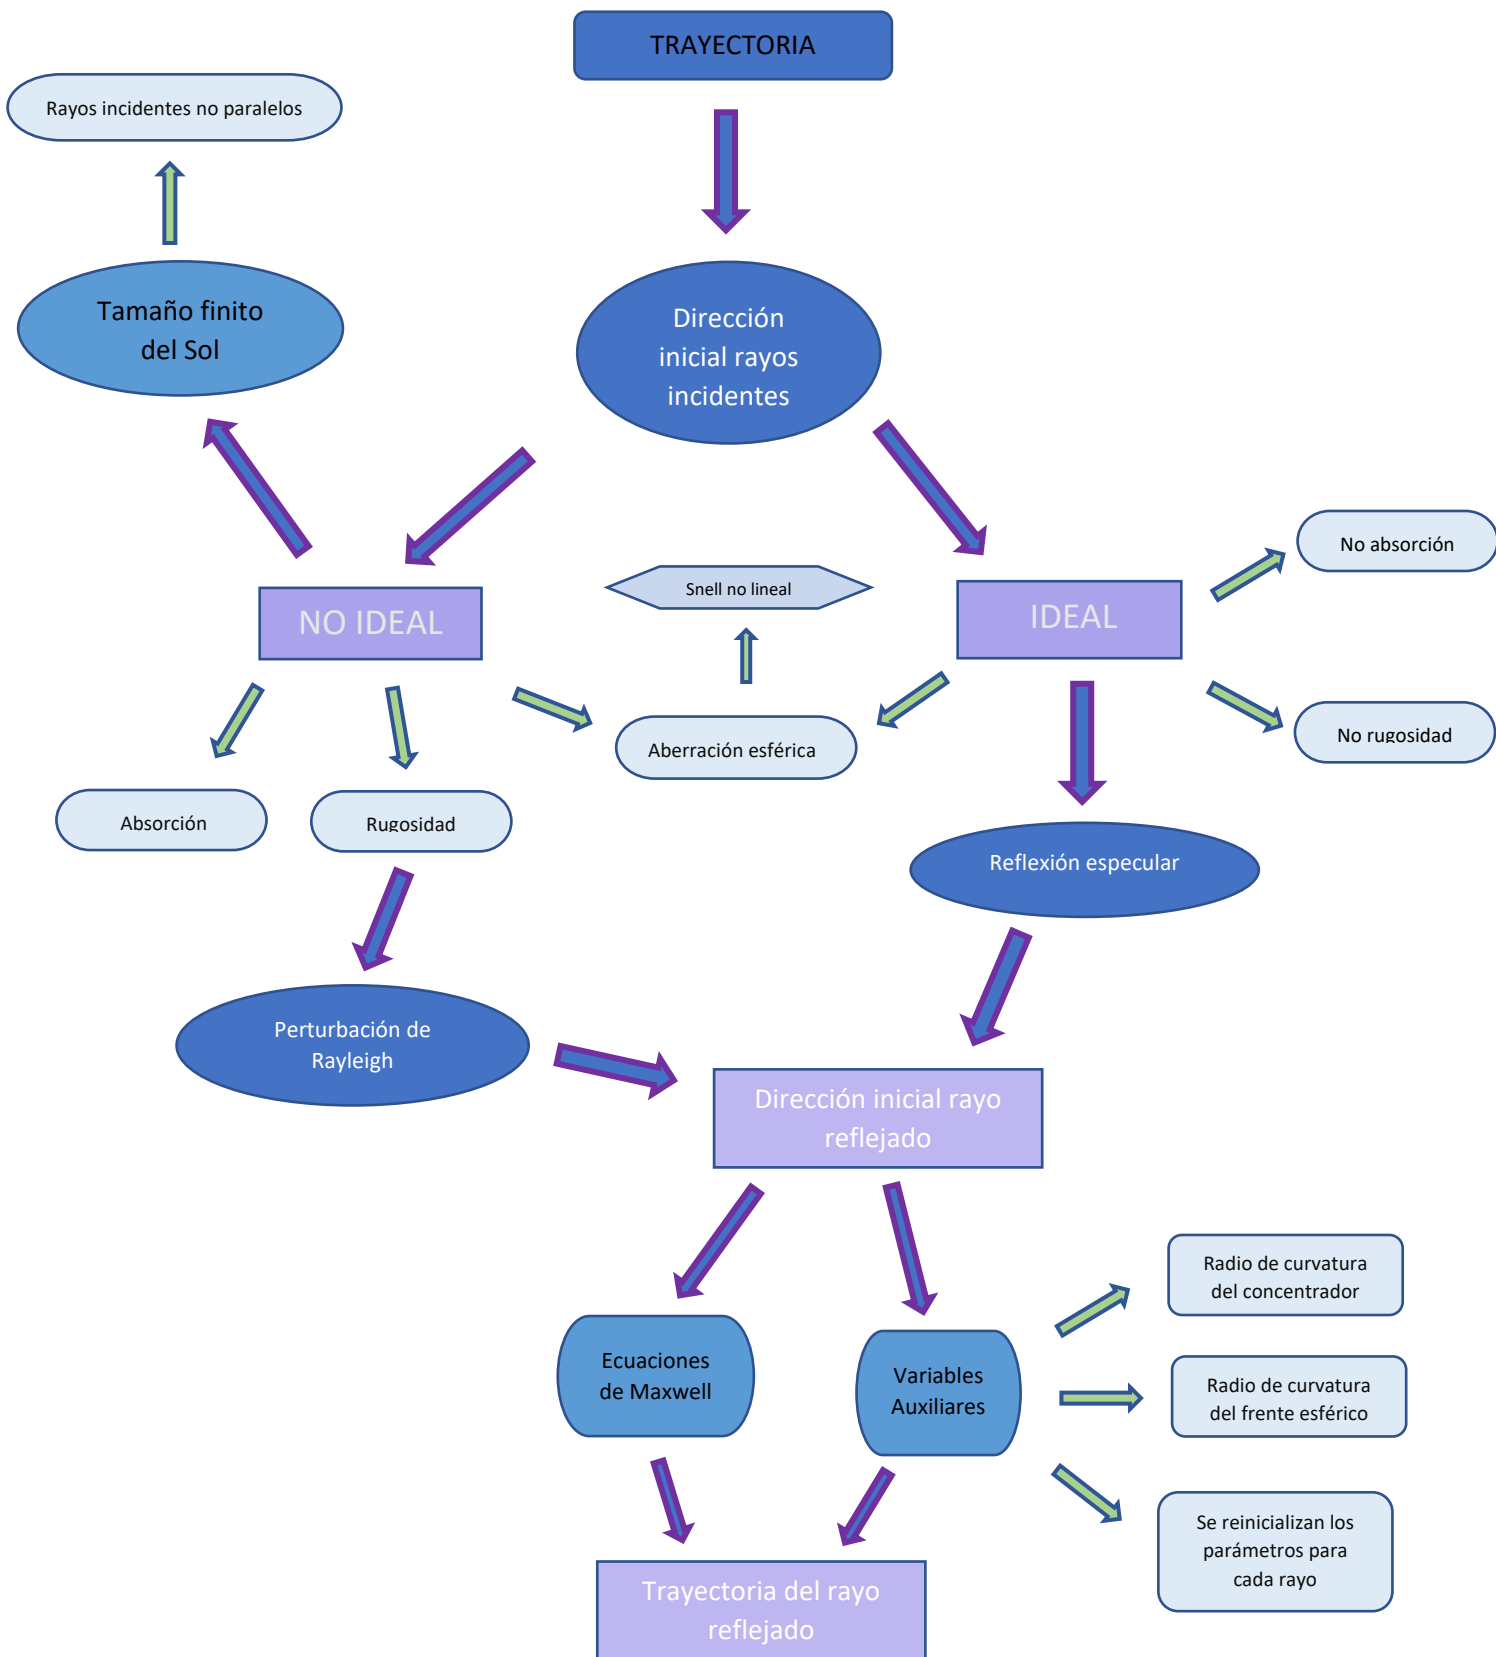 TRAYECTORIA
Rayos incidentes no paralelos
Tamaño finito
del Sol
Dirección
inicial rayos
incidentes
No absorción
Snell no lineal
NO IDEAL
IDEAL
No rugosidad
Aberración esférica
Absorción
Rugosidad
Reflexión especular
Perturbación de
Rayleigh
Dirección inicial rayo
reflejado
Radio de curvatura
del concentrador
Ecuaciones
de Maxwell
Variables
Auxiliares
Radio de curvatura
del frente esférico
Se reinicializan los
parámetros para
cada rayo
Trayectoria del rayo
reflejado